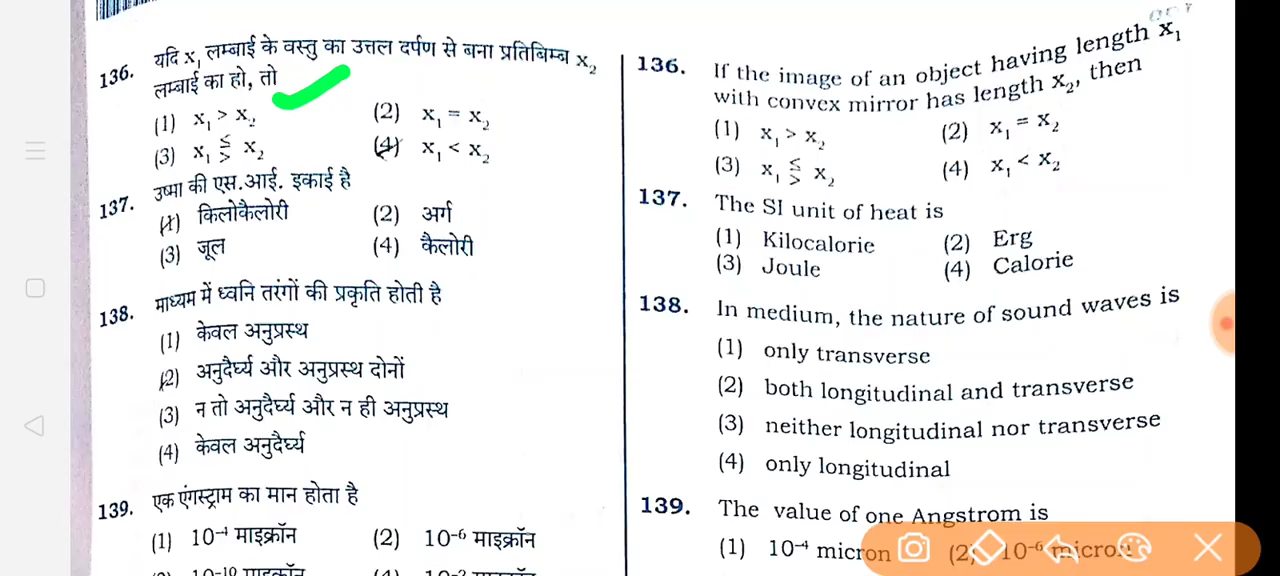 136. यदि x₁ लम्बाई के वस्तु का उत्तल दर्पण से बना प्रतिबिम्ब x₂
लम्बाई का हो, तो
(1) x₁ > x₂ (2) x₁ = x₂
(3) x₁ ≶ x₂ (4) x₁ < x₂
137. उष्मा की एस.आई. इकाई है
(1) किलोकैलोरी (2) अर्ग
(3) जूल (4) कैलोरी
138. माध्यम में ध्वनि तरंगों की प्रकृति होती है
(1) केवल अनुप्रस्थ
(2) अनुदैर्घ्य और अनुप्रस्थ दोनों
(3) न तो अनुदैर्घ्य और न ही अनुप्रस्थ
(4) केवल अनुदैर्घ्य
139. एक एंगस्ट्राम का मान होता है
(1) 10⁻⁴ माइक्रॉन (2) 10⁻⁶ माइक्रॉन
136. If the image of an object having length x₁
with convex mirror has length x₂, then
(1) x₁ > x₂ (2) x₁ = x₂
(3) x₁ ≶ x₂ (4) x₁ < x₂
137. The SI unit of heat is
(1) Kilocalorie (2) Erg
(3) Joule (4) Calorie
138. In medium, the nature of sound waves is
(1) only transverse
(2) both longitudinal and transverse
(3) neither longitudinal nor transverse
(4) only longitudinal
139. The value of one Angstrom is
(1) 10⁻⁴ micron (2) 10⁻⁶ micron